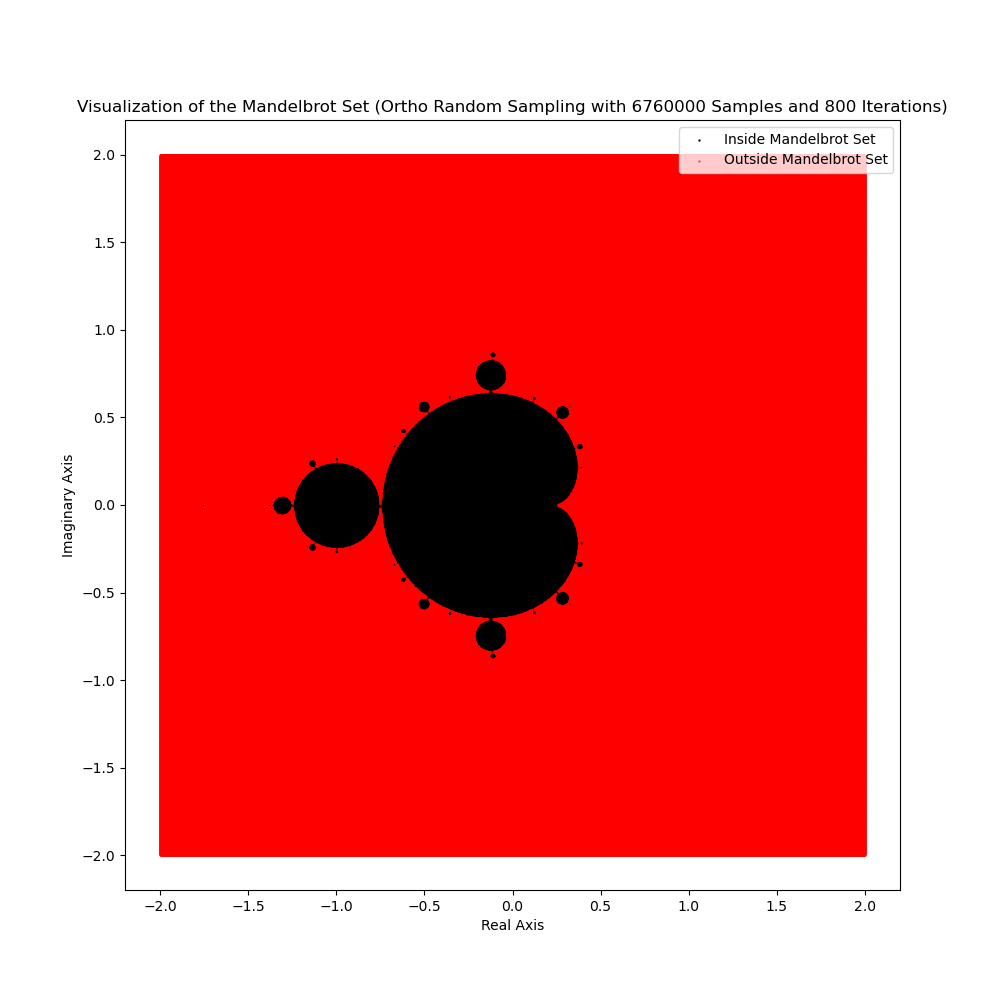 Visualization of the Mandelbrot Set (Ortho Random Sampling with 6760000 Samples and 800 Iterations)
Inside Mandelbrot Set
Outside Mandelbrot Set
2.0
1.5
1.0
0.5
0.0
−0.5
−1.0
−1.5
−2.0
Imaginary Axis
−2.0 −1.5 −1.0 −0.5 0.0 0.5 1.0 1.5 2.0
Real Axis